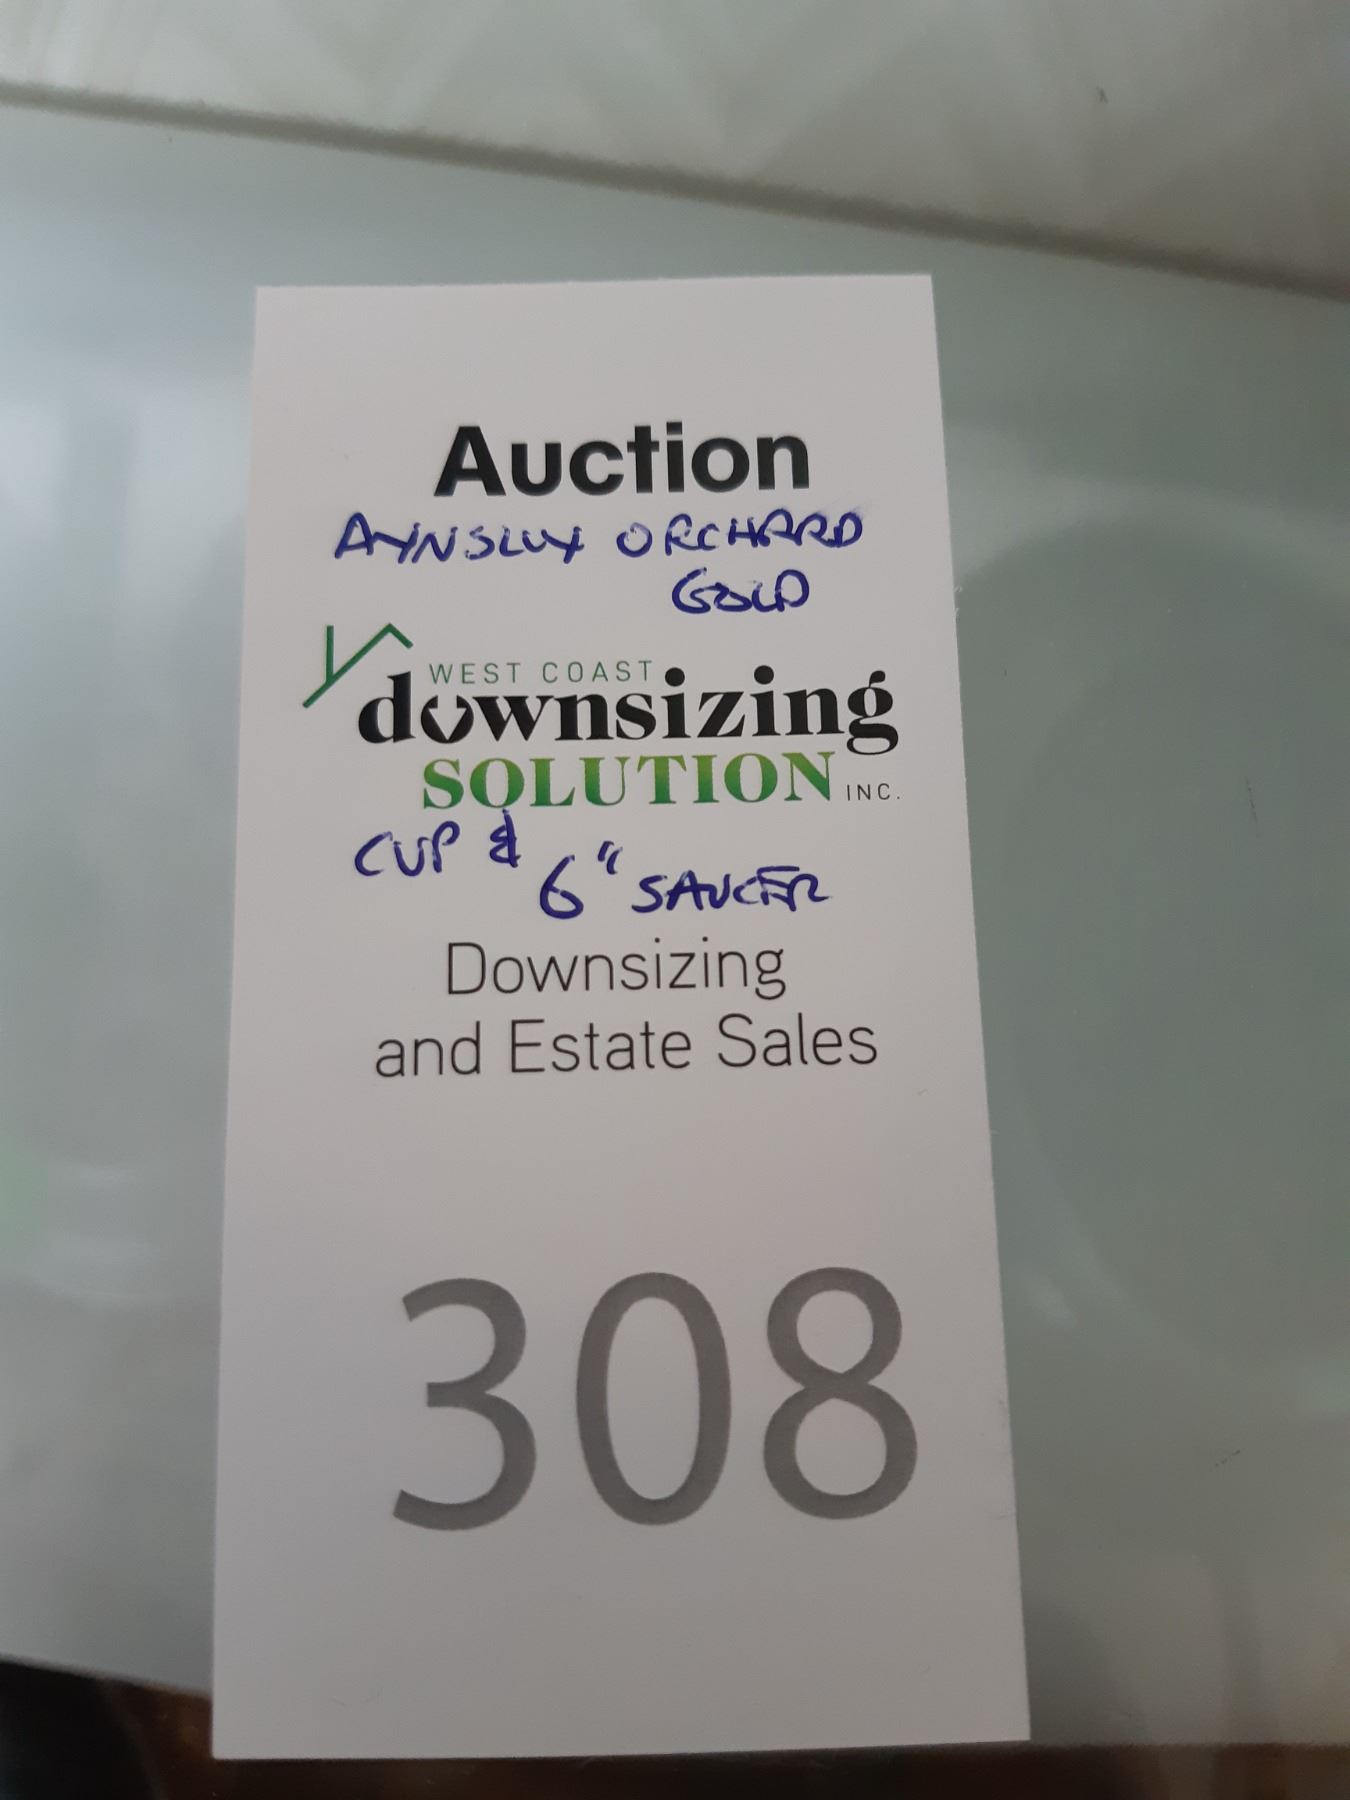 Auction
AYNSLEY ORCHARD
GOLD
WEST COAST
downsizing
SOLUTION INC.
CUP & 6" SAUCER
Downsizing
and Estate Sales
308